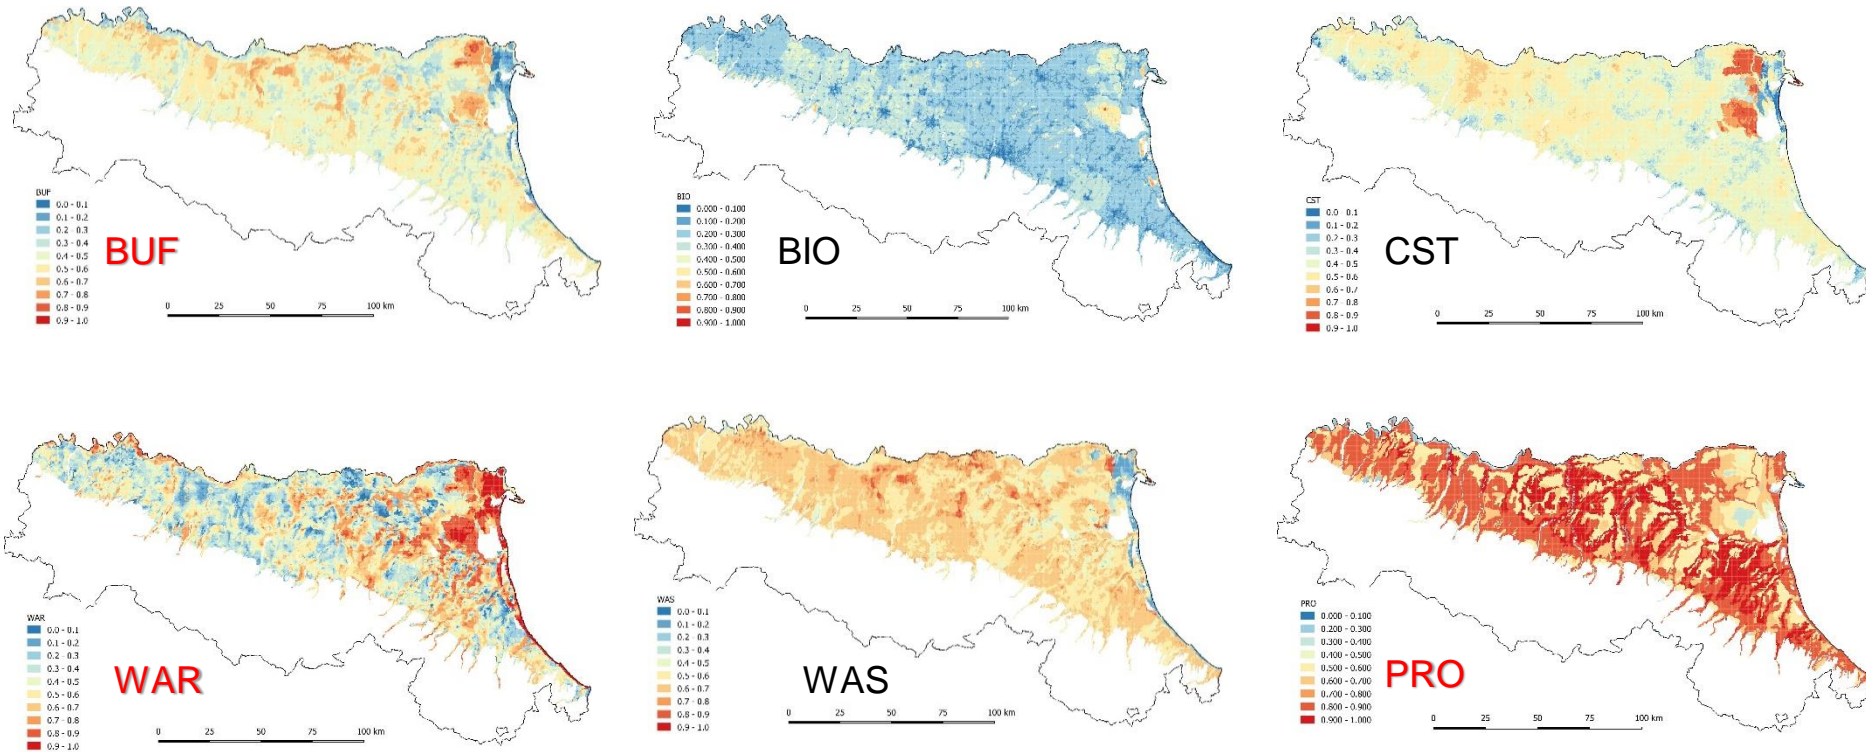 BUF
0.0 - 0.1
0.1 - 0.2
0.2 - 0.3
0.3 - 0.4
0.4 - 0.5
0.5 - 0.6
0.6 - 0.7
0.7 - 0.8
0.8 - 0.9
0.9 - 1.0
BUF
0 25 50 75 100 km
BIO
0.000 - 0.100
0.100 - 0.200
0.200 - 0.300
0.300 - 0.400
0.400 - 0.500
0.500 - 0.600
0.600 - 0.700
0.700 - 0.800
0.800 - 0.900
0.900 - 1.000
BIO
0 25 50 75 100 km
CST
0.0 - 0.1
0.1 - 0.2
0.2 - 0.3
0.3 - 0.4
0.4 - 0.5
0.5 - 0.6
0.6 - 0.7
0.7 - 0.8
0.8 - 0.9
0.9 - 1.0
CST
0 25 50 75 100 km
WAR
0.0 - 0.1
0.1 - 0.2
0.2 - 0.3
0.3 - 0.4
0.4 - 0.5
0.5 - 0.6
0.6 - 0.7
0.7 - 0.8
0.8 - 0.9
0.9 - 1.0
WAR
0 25 50 75 100 km
WAS
0.0 - 0.1
0.1 - 0.2
0.2 - 0.3
0.3 - 0.4
0.4 - 0.5
0.5 - 0.6
0.6 - 0.7
0.7 - 0.8
0.8 - 0.9
0.9 - 1.0
WAS
0 25 50 75 100 km
PRO
0.000 - 0.100
0.200 - 0.300
0.300 - 0.400
0.400 - 0.500
0.500 - 0.600
0.600 - 0.700
0.700 - 0.800
0.800 - 0.900
0.900 - 1.000
PRO
0 25 50 75 100 km